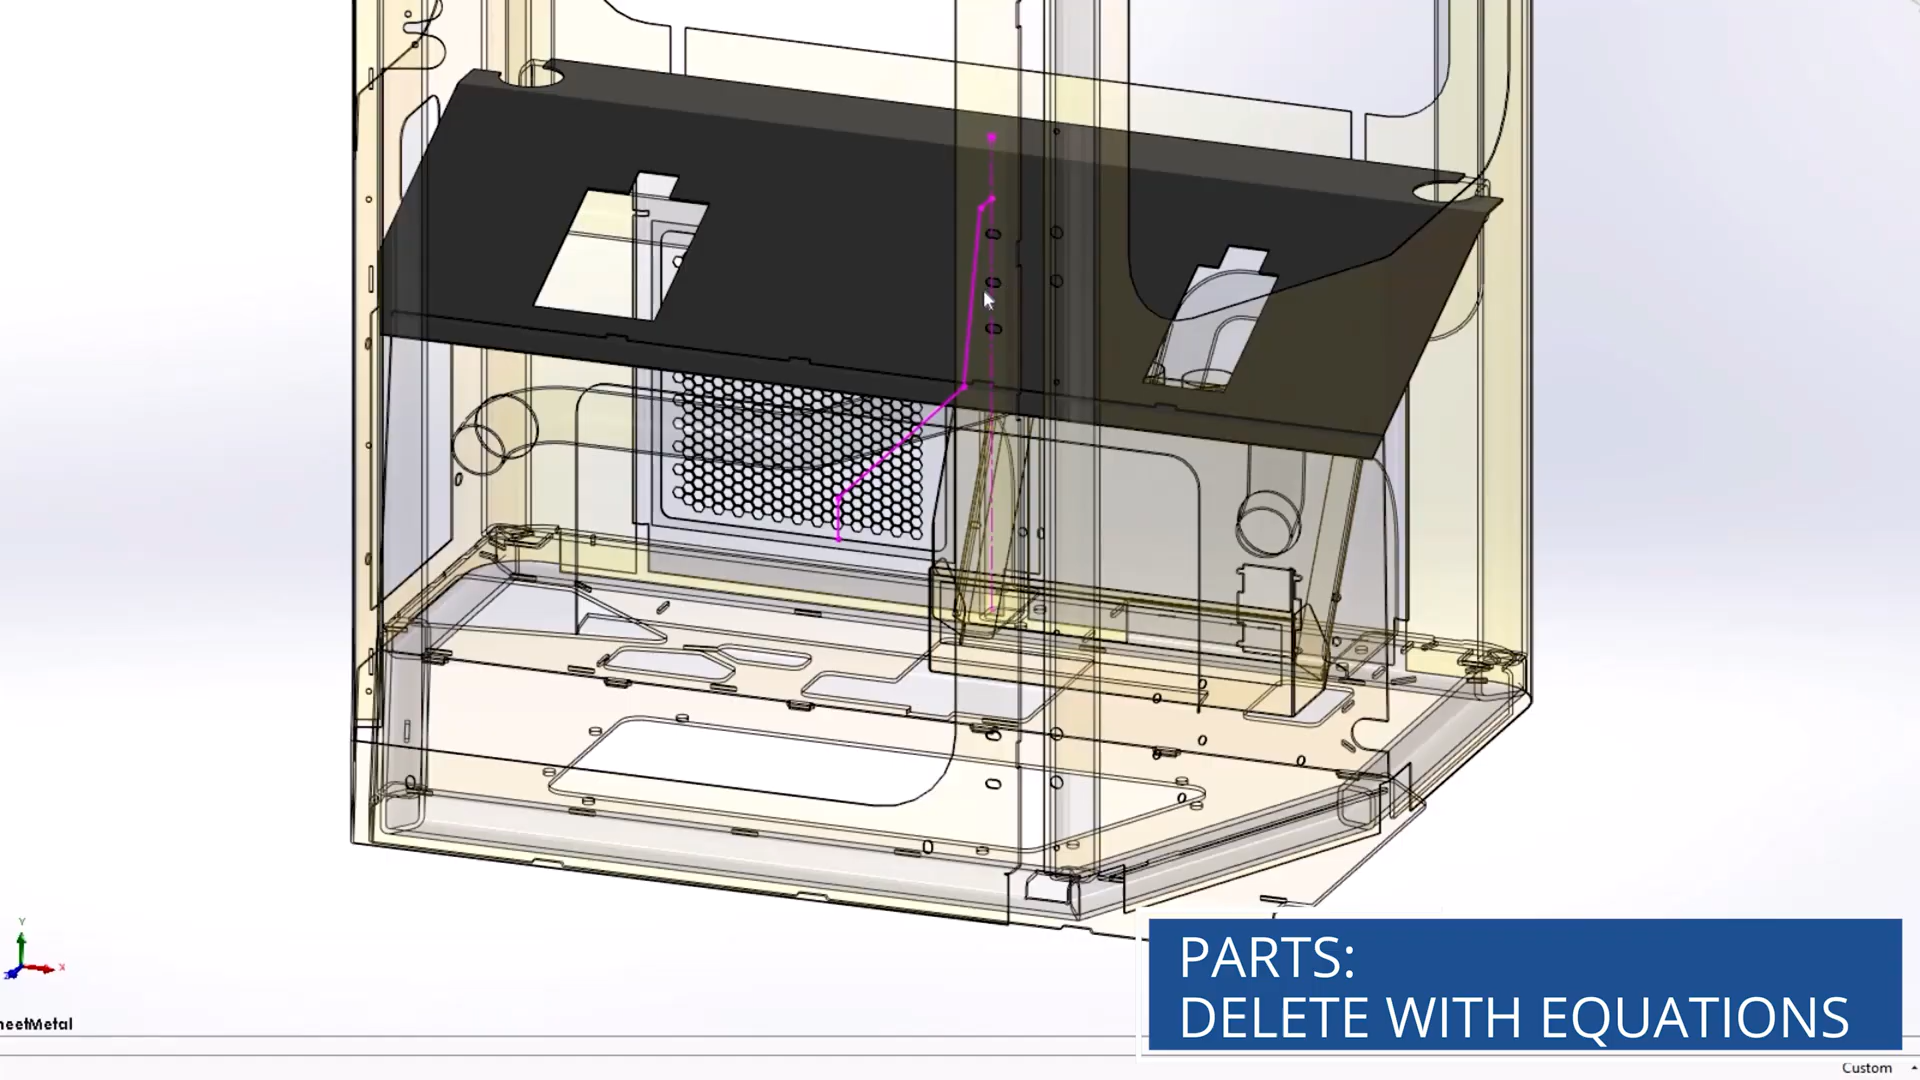 Y
X
heetMetal
PARTS:
DELETE WITH EQUATIONS
Custom